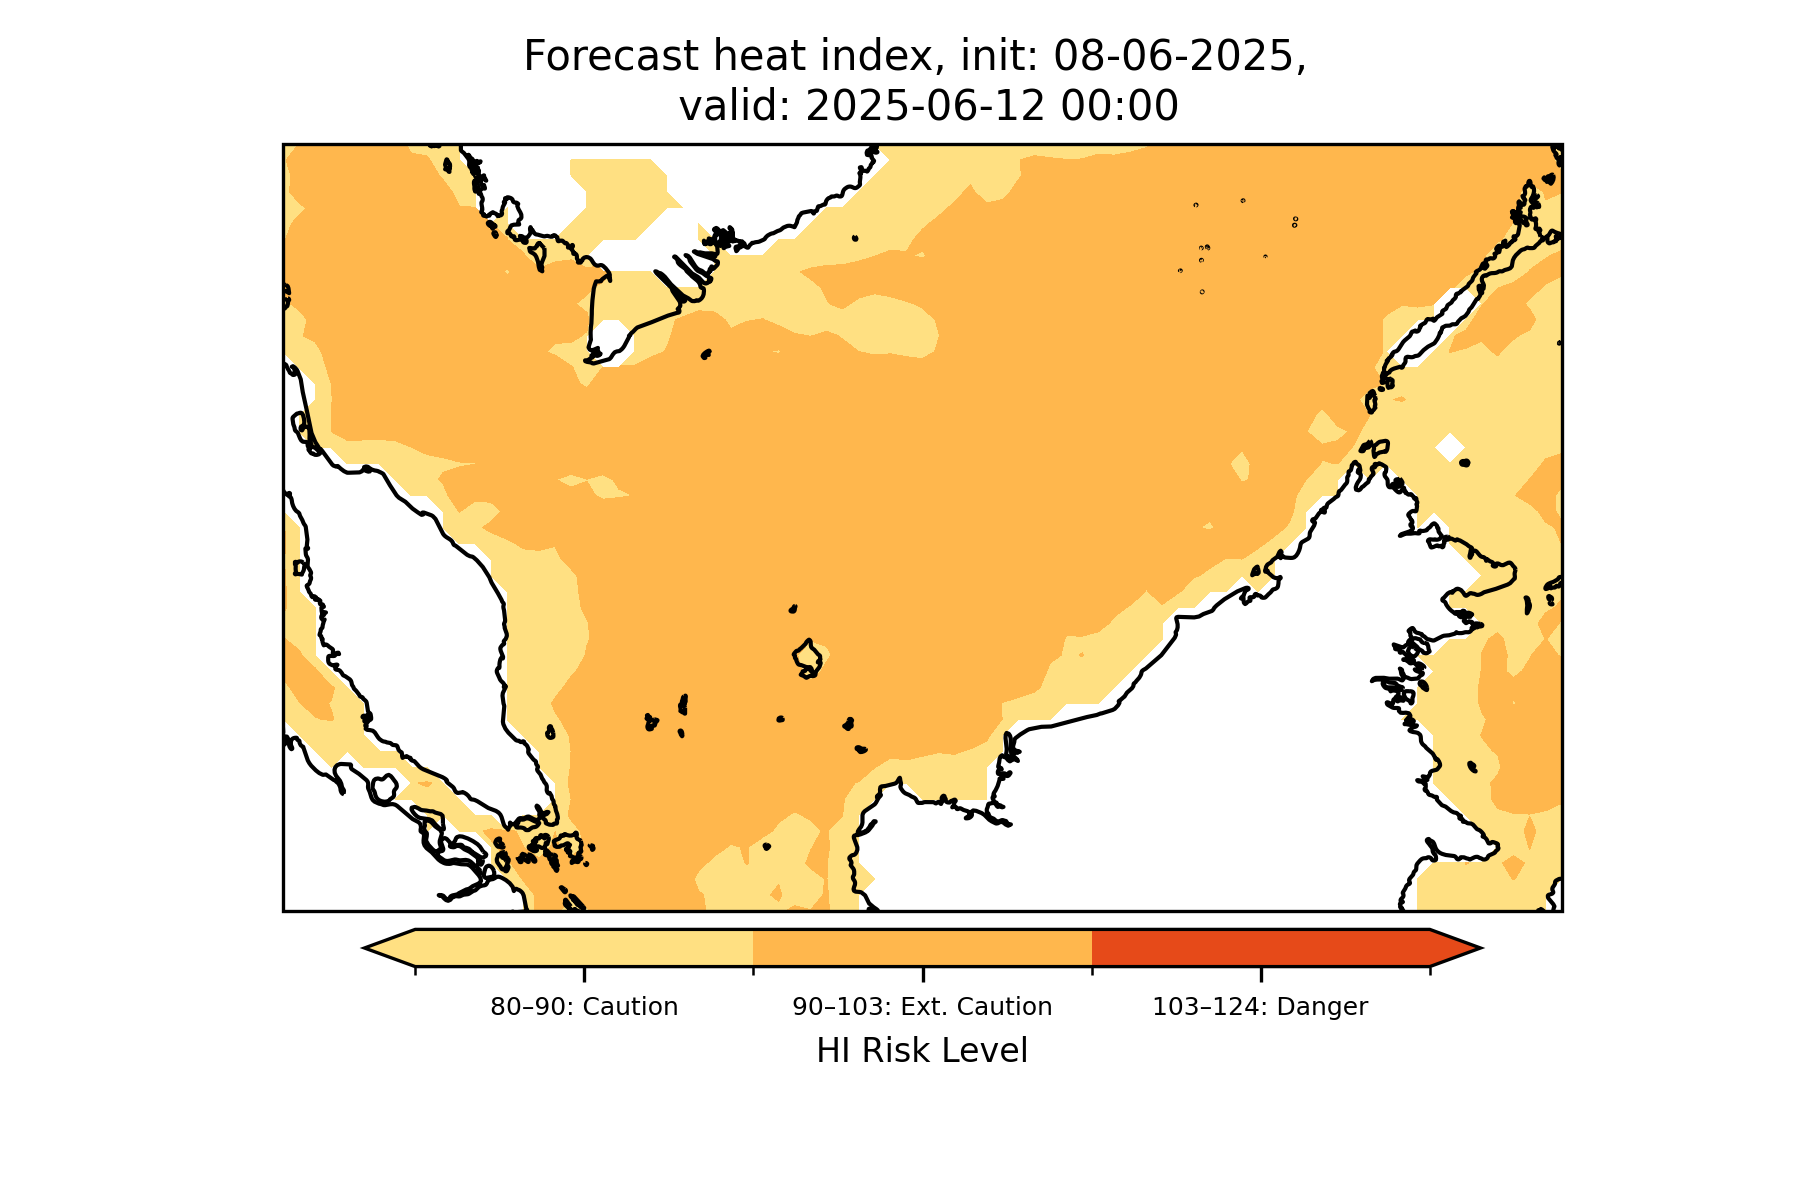 Forecast heat index, init: 08-06-2025,
valid: 2025-06-12 00:00
80–90: Caution
90–103: Ext. Caution
103–124: Danger
HI Risk Level